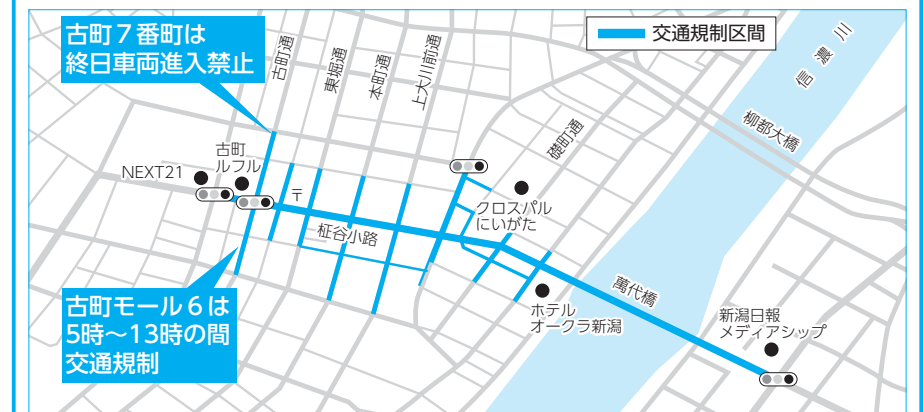 古町7番町は
終日車両進入禁止
交通規制区間
古町通
東堀通
本町通
上大川前通
礎町通
信濃川
柳都大橋
NEXT21
古町
ルフル
〒
柾谷小路
クロスパル
にいがた
萬代橋
ホテル
オークラ新潟
新潟日報
メディアシップ
古町モール6は
5時~13時の間
交通規制